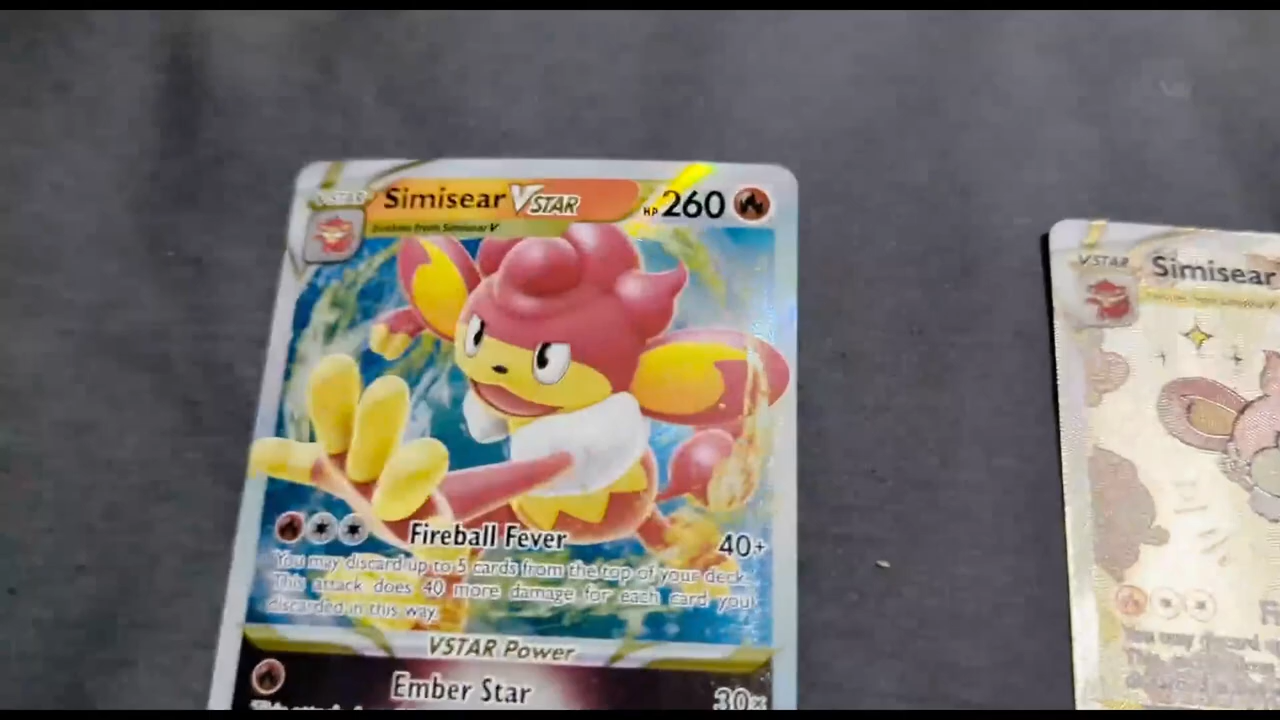 VSTAR
Simisear VSTAR HP 260
Evolves from Simisear V
Fireball Fever 40+
You may discard up to 5 cards from the top of your deck.
This attack does 40 more damage for each card you
discarded in this way.
VSTAR Power
Ember Star 30×
This attack
VSTAR
Simisear
You may discard